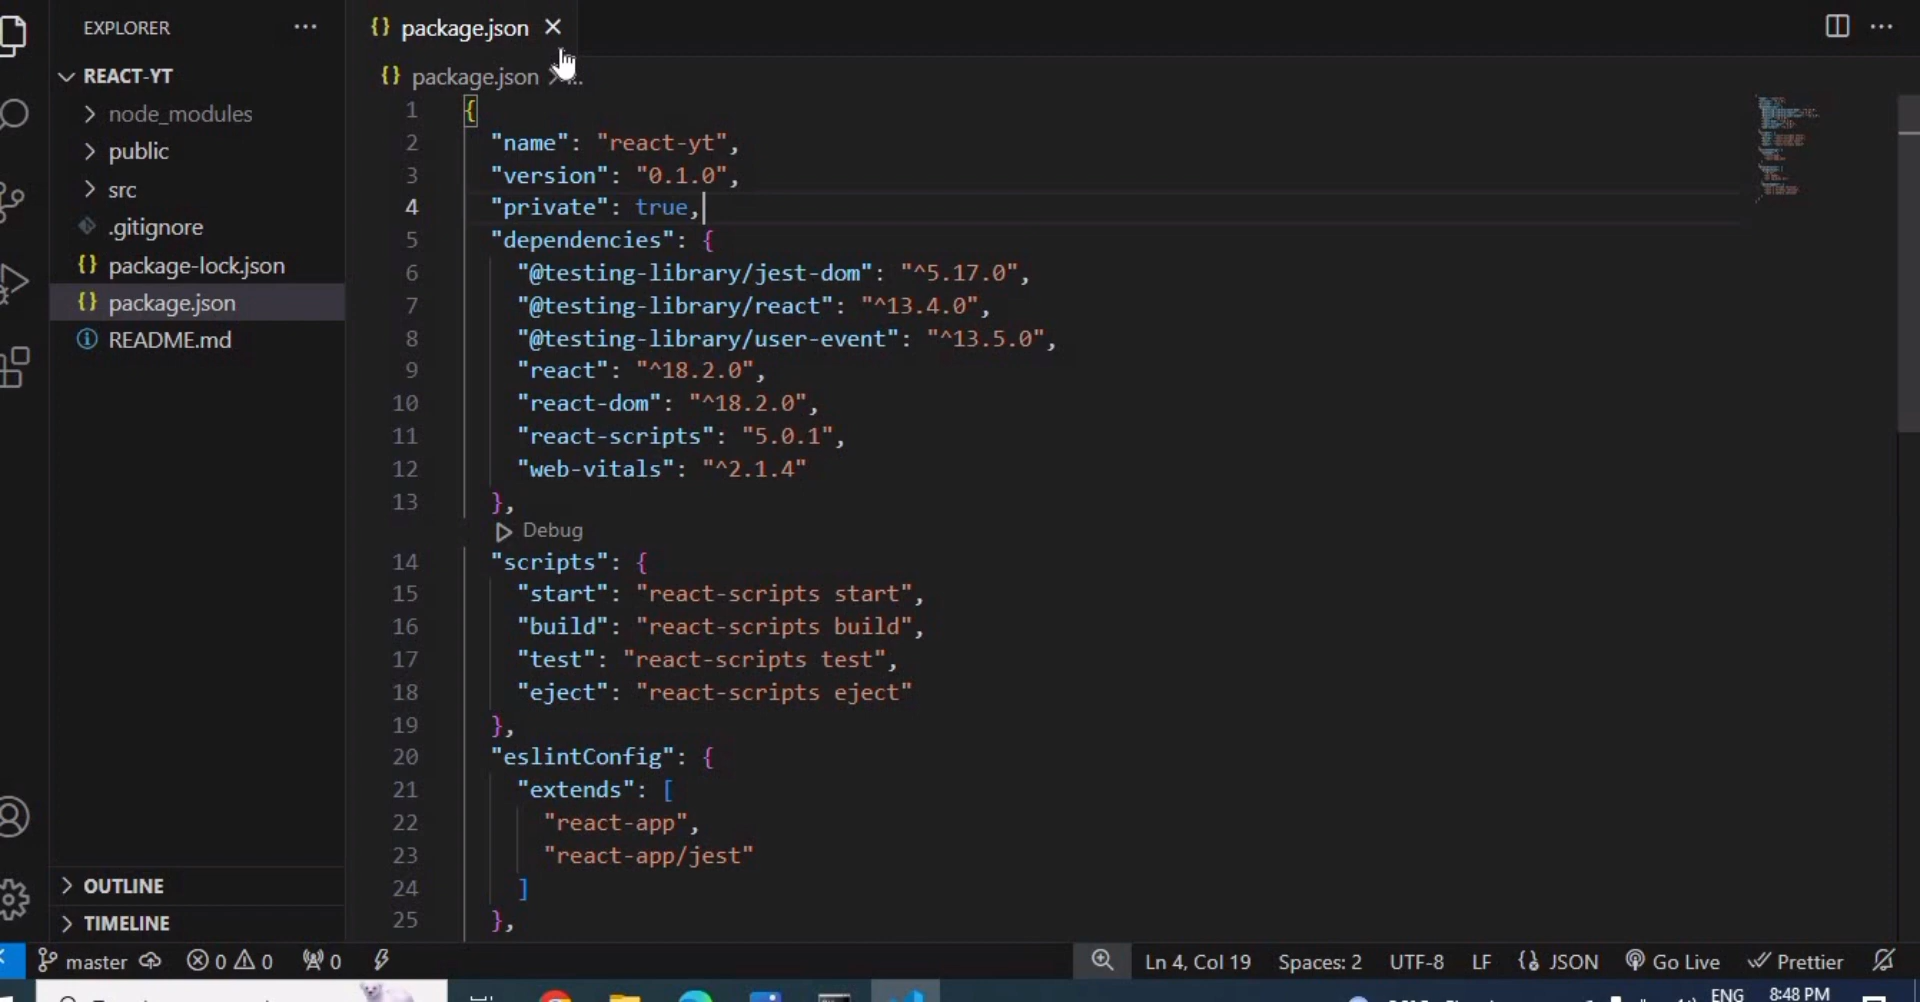 EXPLORER
REACT-YT
node_modules
public
src
.gitignore
package-lock.json
package.json
README.md
OUTLINE
TIMELINE
package.json
package.json > ...
1 {
2 "name": "react-yt",
3 "version": "0.1.0",
4 "private": true,
5 "dependencies": {
6 "@testing-library/jest-dom": "^5.17.0",
7 "@testing-library/react": "^13.4.0",
8 "@testing-library/user-event": "^13.5.0",
9 "react": "^18.2.0",
10 "react-dom": "^18.2.0",
11 "react-scripts": "5.0.1",
12 "web-vitals": "^2.1.4"
13 },
Debug
14 "scripts": {
15 "start": "react-scripts start",
16 "build": "react-scripts build",
17 "test": "react-scripts test",
18 "eject": "react-scripts eject"
19 },
20 "eslintConfig": {
21 "extends": [
22 "react-app",
23 "react-app/jest"
24 ]
25 },
master 0 0 0 Ln 4, Col 19 Spaces: 2 UTF-8 LF JSON Go Live Prettier
ENG 8:48 PM